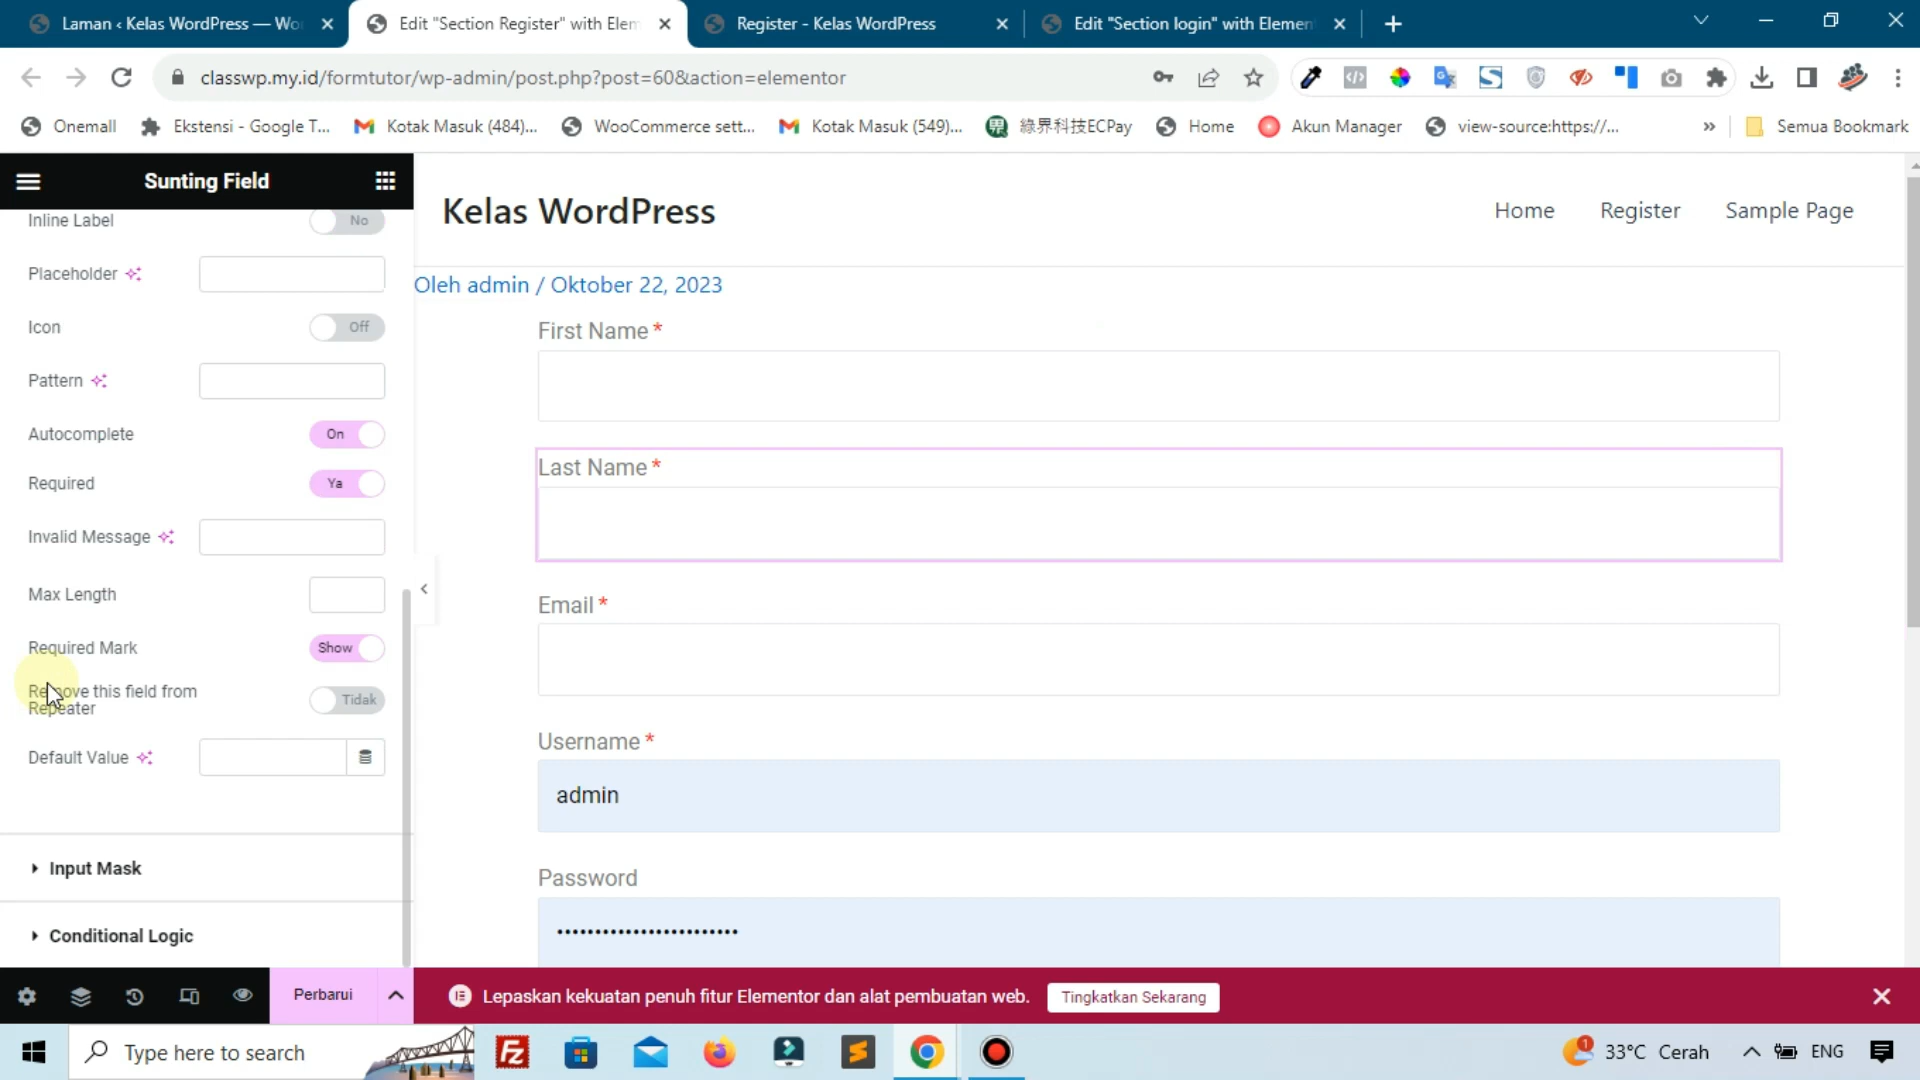 Laman ‹ Kelas WordPress — Wo
Edit "Section Register" with Elem
Register - Kelas WordPress
Edit "Section login" with Elemen
classwp.my.id/formtutor/wp-admin/post.php?post=60&action=elementor
Onemall
Ekstensi - Google T...
Kotak Masuk (484)...
WooCommerce sett...
Kotak Masuk (549)...
綠界科技ECPay
Home
Akun Manager
view-source:https://...
»
Semua Bookmark
Sunting Field
Inline Label
No
Placeholder
Icon
Off
Pattern
Autocomplete
On
Required
Ya
Invalid Message
Max Length
Required Mark
Show
Remove this field from
Repeater
Tidak
Default Value
Input Mask
Conditional Logic
Perbarui
Kelas WordPress
Home
Register
Sample Page
Oleh admin / Oktober 22, 2023
First Name *
Last Name *
Email *
Username *
admin
Password
Lepaskan kekuatan penuh fitur Elementor dan alat pembuatan web.
Tingkatkan Sekarang
Type here to search
1
33°C Cerah
ENG